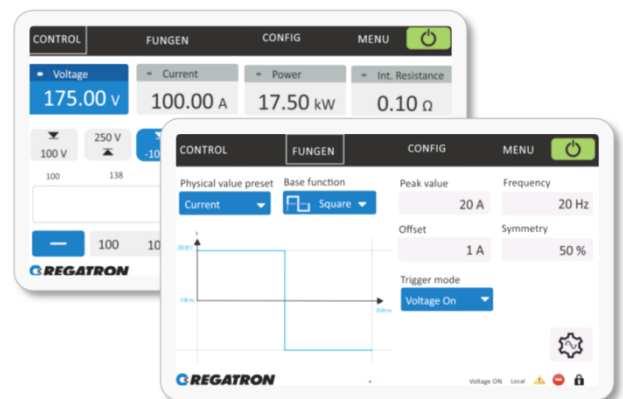 CONTROL FUNGEN CONFIG MENU
Voltage Current Power Int. Resistance
175.00 V 100.00 A 17.50 kW 0.10 Ω
100 V 250 V -10
100 138
100 10
REGATRON
CONTROL FUNGEN CONFIG MENU
Physical value preset Base function Peak value Frequency
Current Square 20 A 20 Hz
Offset Symmetry
1 A 50 %
Trigger mode
Voltage On
REGATRON
Voltage ON Local